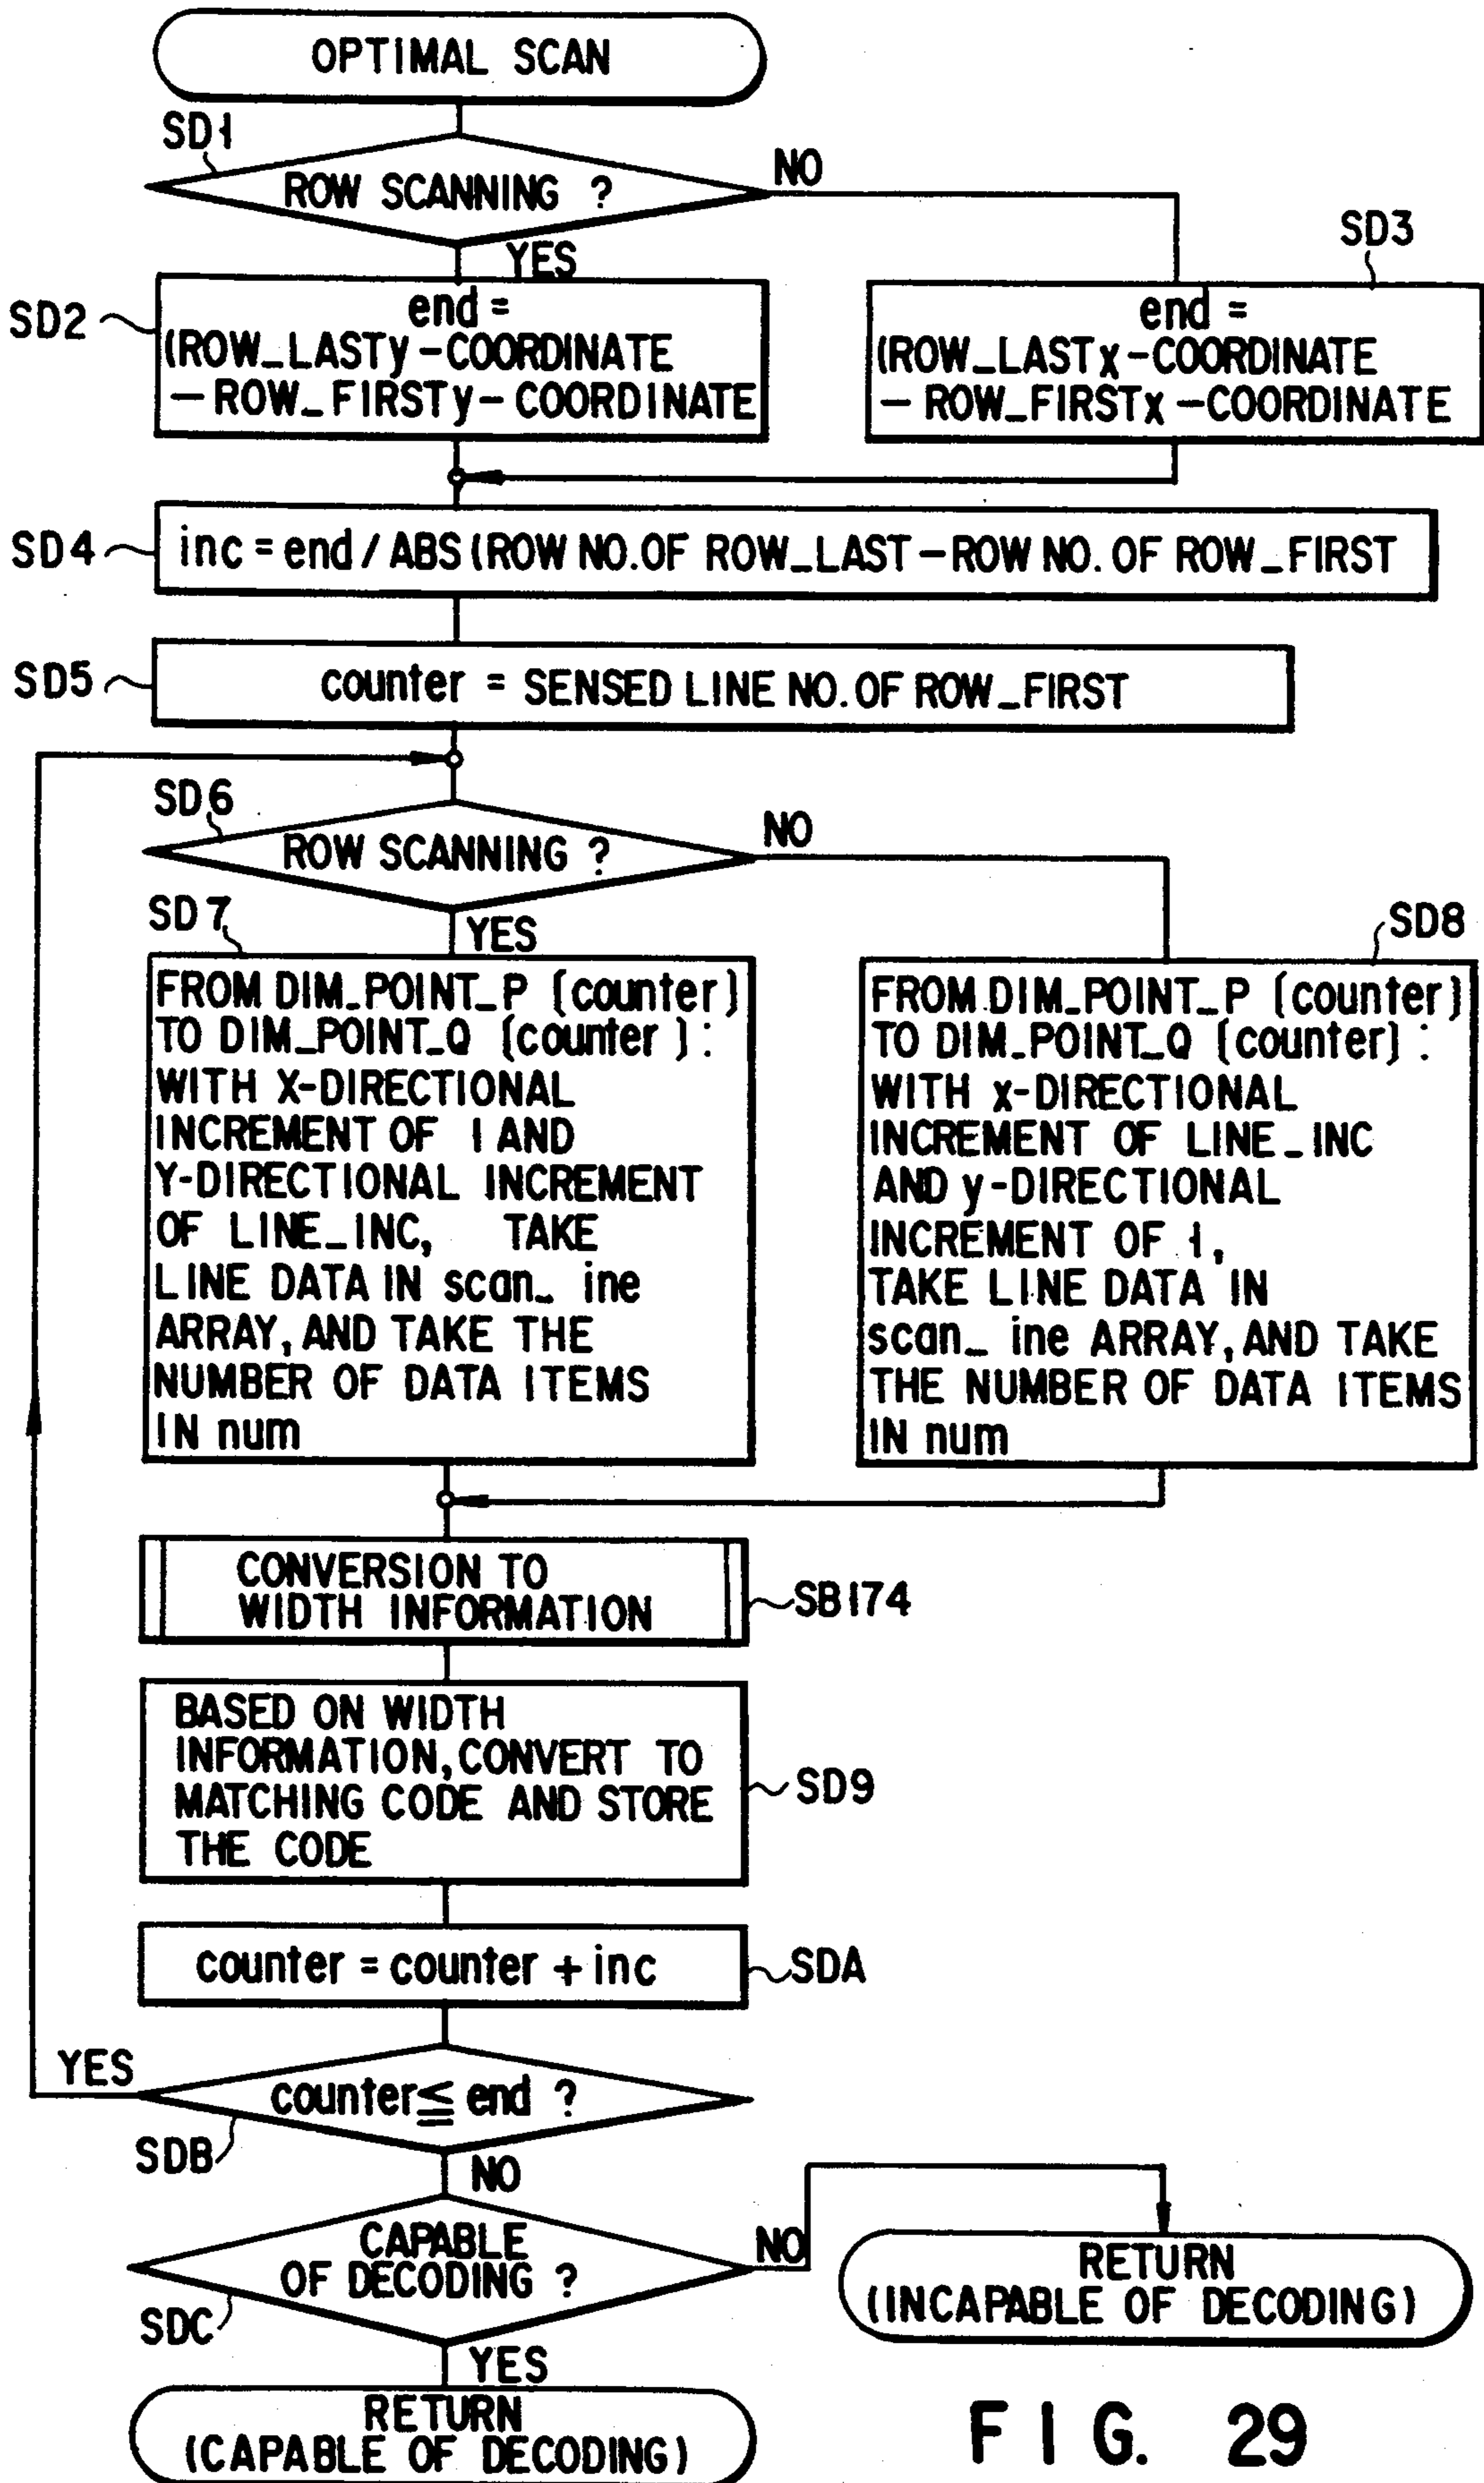 OPTIMAL SCAN
SD1
ROW SCANNING ?
NO
YES
SD2
end =
(ROW_LASTy-COORDINATE
-ROW_FIRSTy-COORDINATE
SD3
end =
(ROW_LASTx-COORDINATE
- ROW_FIRSTx-COORDINATE
SD4
inc = end / ABS (ROW NO. OF ROW_LAST-ROW NO. OF ROW_FIRST
SD5
counter = SENSED LINE NO. OF ROW_FIRST
SD6
ROW SCANNING ?
NO
YES
SD7
FROM DIM_POINT_P (counter)
TO DIM_POINT_Q (counter ) :
WITH X-DIRECTIONAL
INCREMENT OF 1 AND
Y-DIRECTIONAL INCREMENT
OF LINE_INC, TAKE
LINE DATA IN scan_ ine
ARRAY, AND TAKE THE
NUMBER OF DATA ITEMS
IN num
SD8
FROM DIM_POINT_P (counter)
TO DIM_POINT_Q (counter) :
WITH x-DIRECTIONAL
INCREMENT OF LINE_INC
AND y-DIRECTIONAL
INCREMENT OF 1,
TAKE LINE DATA IN
scan_ ine ARRAY, AND TAKE
THE NUMBER OF DATA ITEMS
IN num
CONVERSION TO
WIDTH INFORMATION
SB174
BASED ON WIDTH
INFORMATION, CONVERT TO
MATCHING CODE AND STORE
THE CODE
SD9
counter = counter + inc
SDA
YES
counter≦ end ?
SDB
NO
CAPABLE
OF DECODING ?
SDC
NO
RETURN
(INCAPABLE OF DECODING)
YES
RETURN
(CAPABLE OF DECODING)
FIG. 29